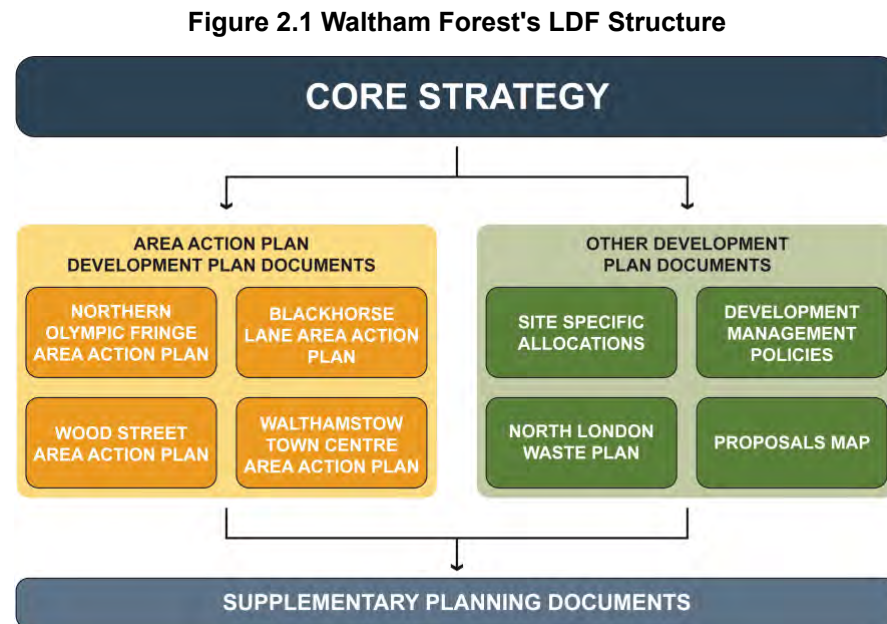 Figure 2.1 Waltham Forest's LDF Structure
CORE STRATEGY
AREA ACTION PLAN
DEVELOPMENT PLAN DOCUMENTS
NORTHERN
OLYMPIC FRINGE
AREA ACTION PLAN
BLACKHORSE
LANE AREA ACTION
PLAN
WOOD STREET
AREA ACTION PLAN
WALTHAMSTOW
TOWN CENTRE
AREA ACTION PLAN
OTHER DEVELOPMENT
PLAN DOCUMENTS
SITE SPECIFIC
ALLOCATIONS
DEVELOPMENT
MANAGEMENT
POLICIES
NORTH LONDON
WASTE PLAN
PROPOSALS MAP
SUPPLEMENTARY PLANNING DOCUMENTS